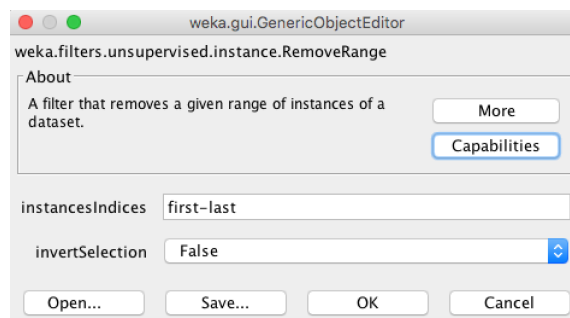 weka.gui.GenericObjectEditor
weka.filters.unsupervised.instance.RemoveRange
About
A filter that removes a given range of instances of a
dataset.
More
Capabilities
instancesIndices first-last
invertSelection False
Open... Save... OK Cancel